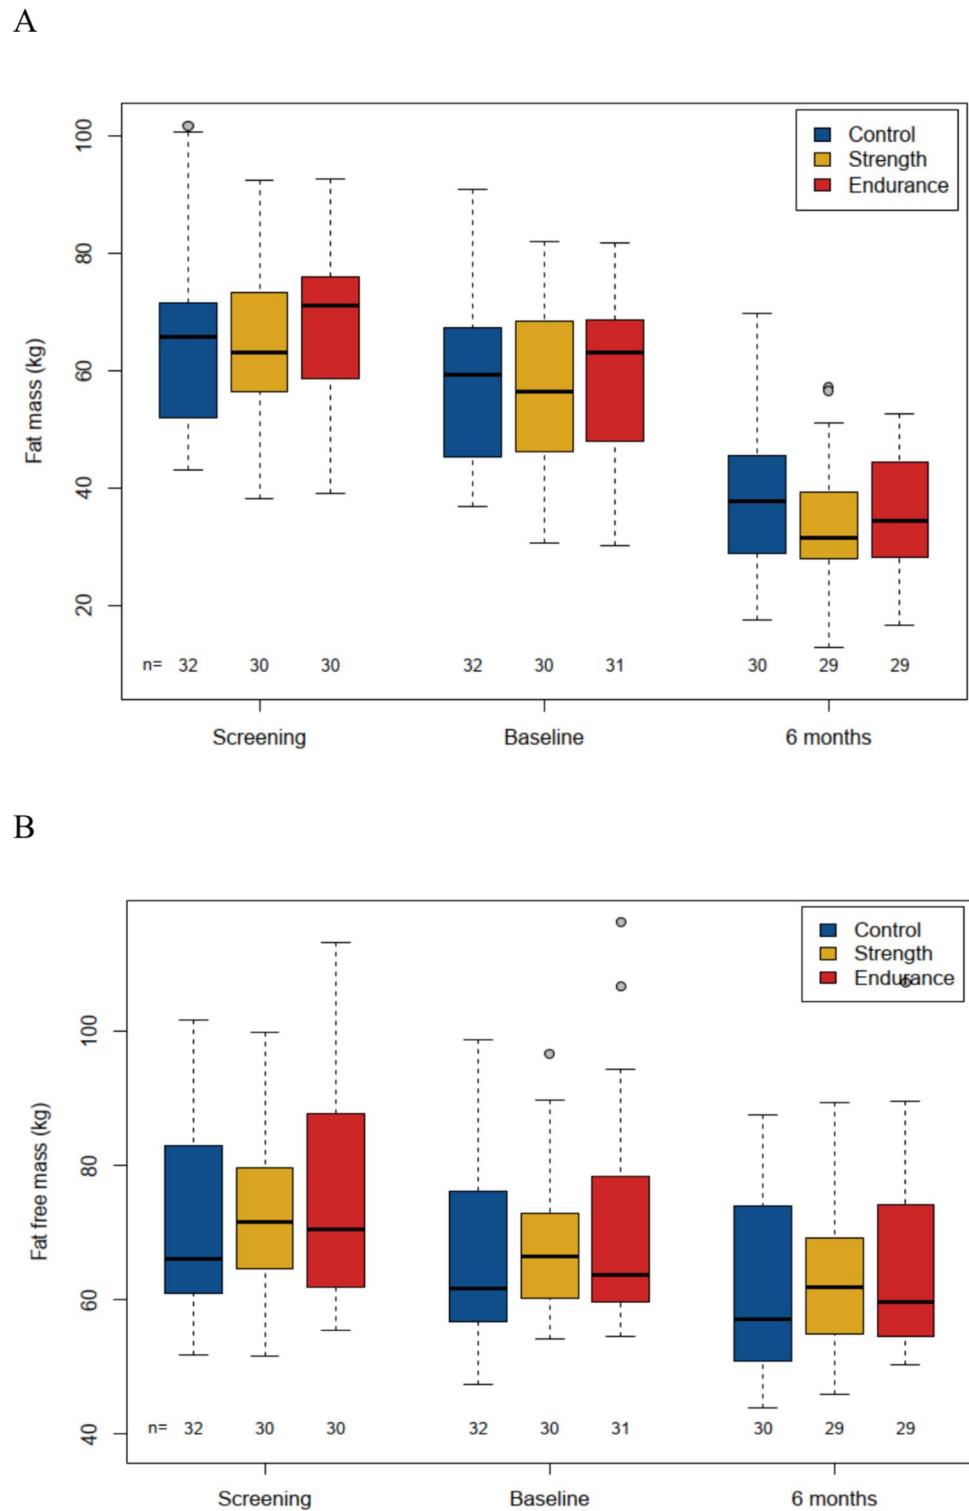 A
Fat mass (kg)
100
80
60
40
20
Control
Strength
Endurance
n= 32 30 30 32 30 31 30 29 29
Screening Baseline 6 months
B
Fat free mass (kg)
100
80
60
40
Control
Strength
Endurance
n= 32 30 30 32 30 31 30 29 29
Screening Baseline 6 months